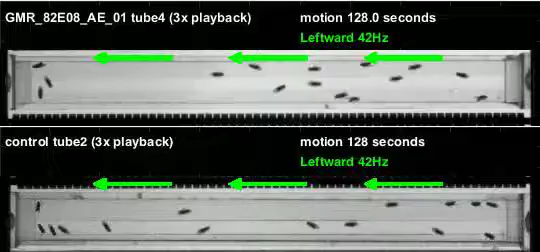 GMR_82E08_AE_01 tube4 (3x playback) motion 128.0 seconds
Leftward 42Hz
control tube2 (3x playback) motion 128 seconds
Leftward 42Hz